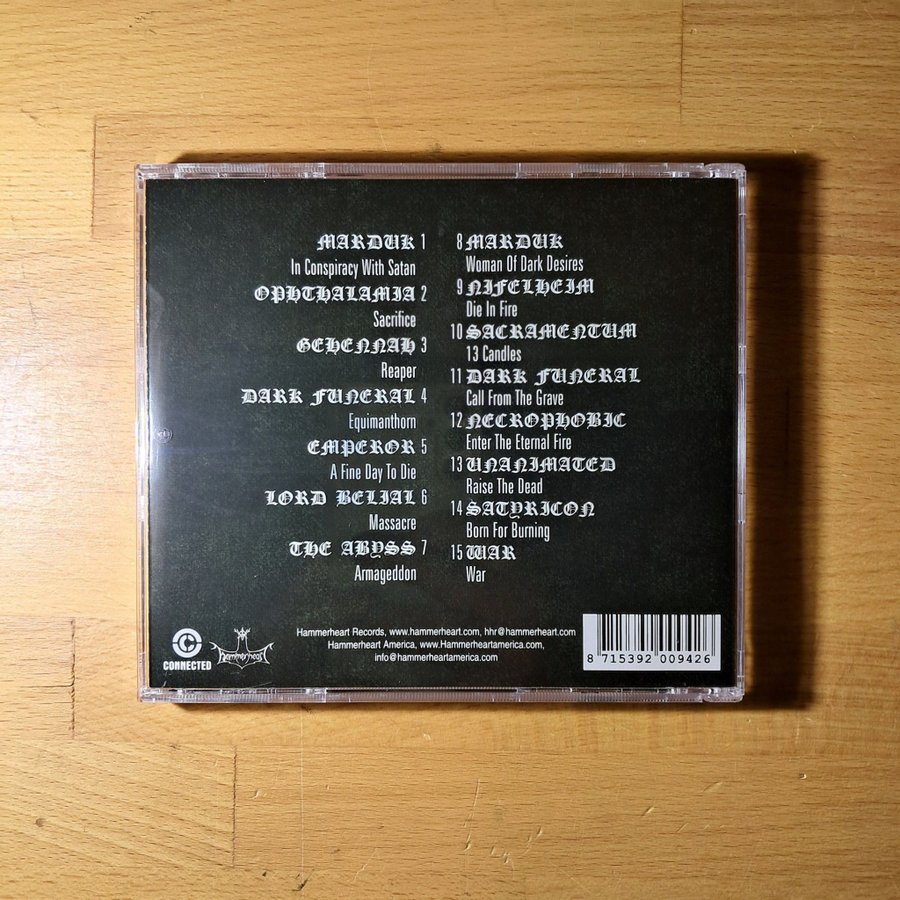 MARDUK 1
In Conspiracy With Satan
OPHTHALAMIA 2
Sacrifice
GEHENNAH 3
Reaper
DARK FUNERAL 4
Equimanthorn
EMPEROR 5
A Fine Day To Die
LORD BELIAL 6
Massacre
THE ABYSS 7
Armageddon
8 MARDUK
Woman Of Dark Desires
9 NIFELHEIM
Die In Fire
10 SACRAMENTUM
13 Candles
11 DARK FUNERAL
Call From The Grave
12 NECROPHOBIC
Enter The Eternal Fire
13 UNANIMATED
Raise The Dead
14 SATYRICON
Born For Burning
15 WAR
War
CONNECTED
Hammerheart
Hammerheart Records, www.hammerheart.com, hhr@hammerheart.com
Hammerheart America, www.Hammerheartamerica.com,
info@hammerheartamerica.com
8 715392 009426